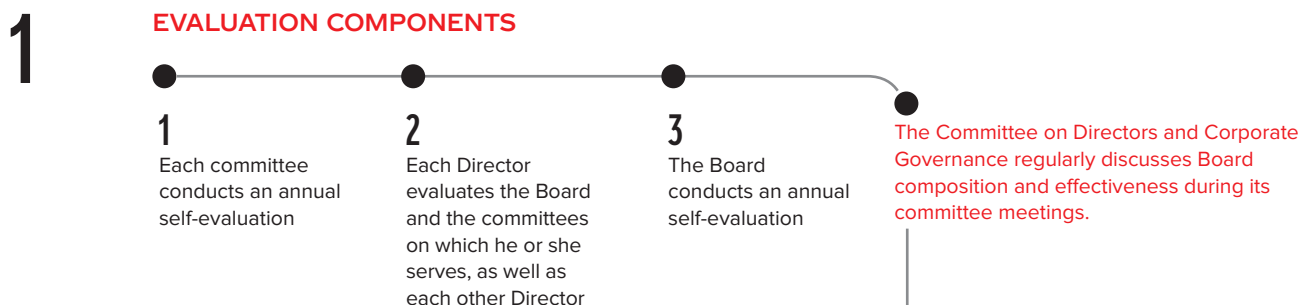 1
EVALUATION COMPONENTS
1
Each committee
conducts an annual
self-evaluation
2
Each Director
evaluates the Board
and the committees
on which he or she
serves, as well as
each other Director
3
The Board
conducts an annual
self-evaluation
The Committee on Directors and Corporate
Governance regularly discusses Board
composition and effectiveness during its
committee meetings.